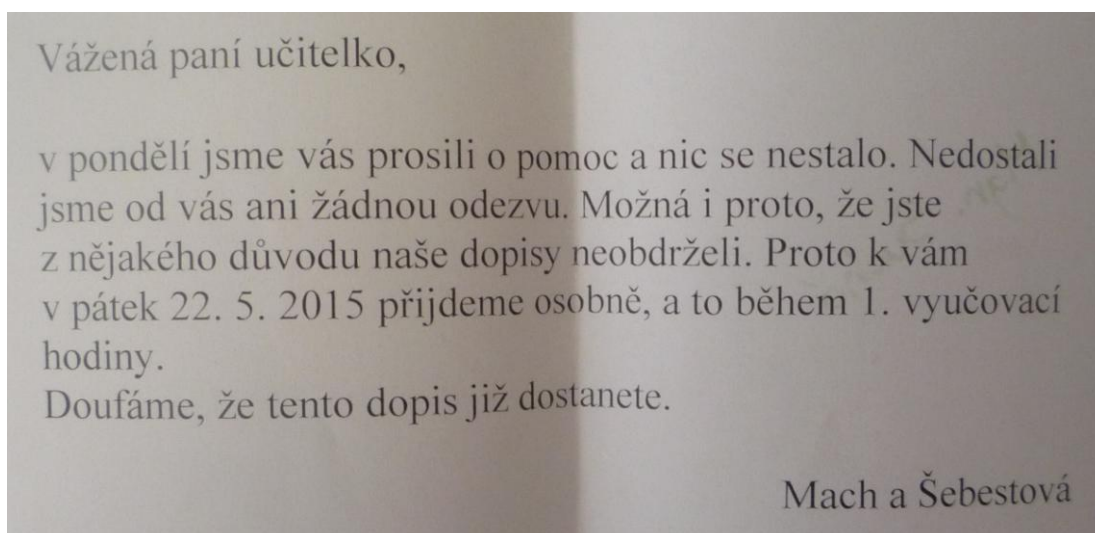 Vážená paní učitelko,
v pondělí jsme vás prosili o pomoc a nic se nestalo. Nedostali
jsme od vás ani žádnou odezvu. Možná i proto, že jste
z nějakého důvodu naše dopisy neobdrželi. Proto k vám
v pátek 22. 5. 2015 přijdeme osobně, a to během 1. vyučovací
hodiny.
Doufáme, že tento dopis již dostanete.
Mach a Šebestová